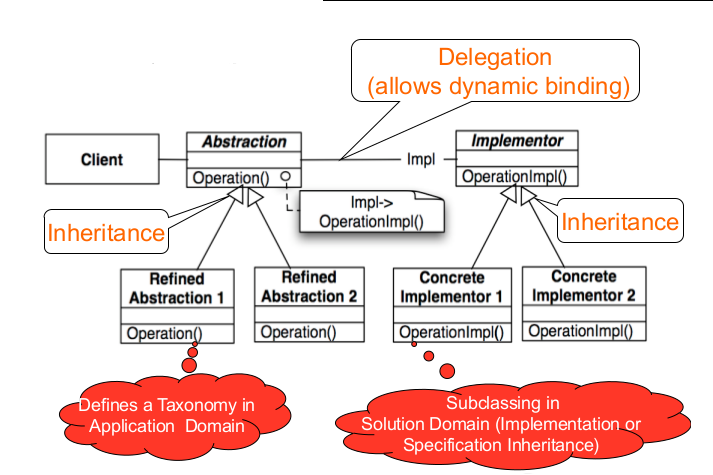 Delegation
(allows dynamic binding)
Client
Abstraction
Operation()
Impl
Implementor
OperationImpl()
Impl->
OperationImpl()
Inheritance
Inheritance
Refined
Abstraction 1
Operation()
Refined
Abstraction 2
Operation()
Concrete
Implementor 1
OperationImpl()
Concrete
Implementor 2
OperationImpl()
Defines a Taxonomy in
Application Domain
Subclassing in
Solution Domain (Implementation or
Specification Inheritance)